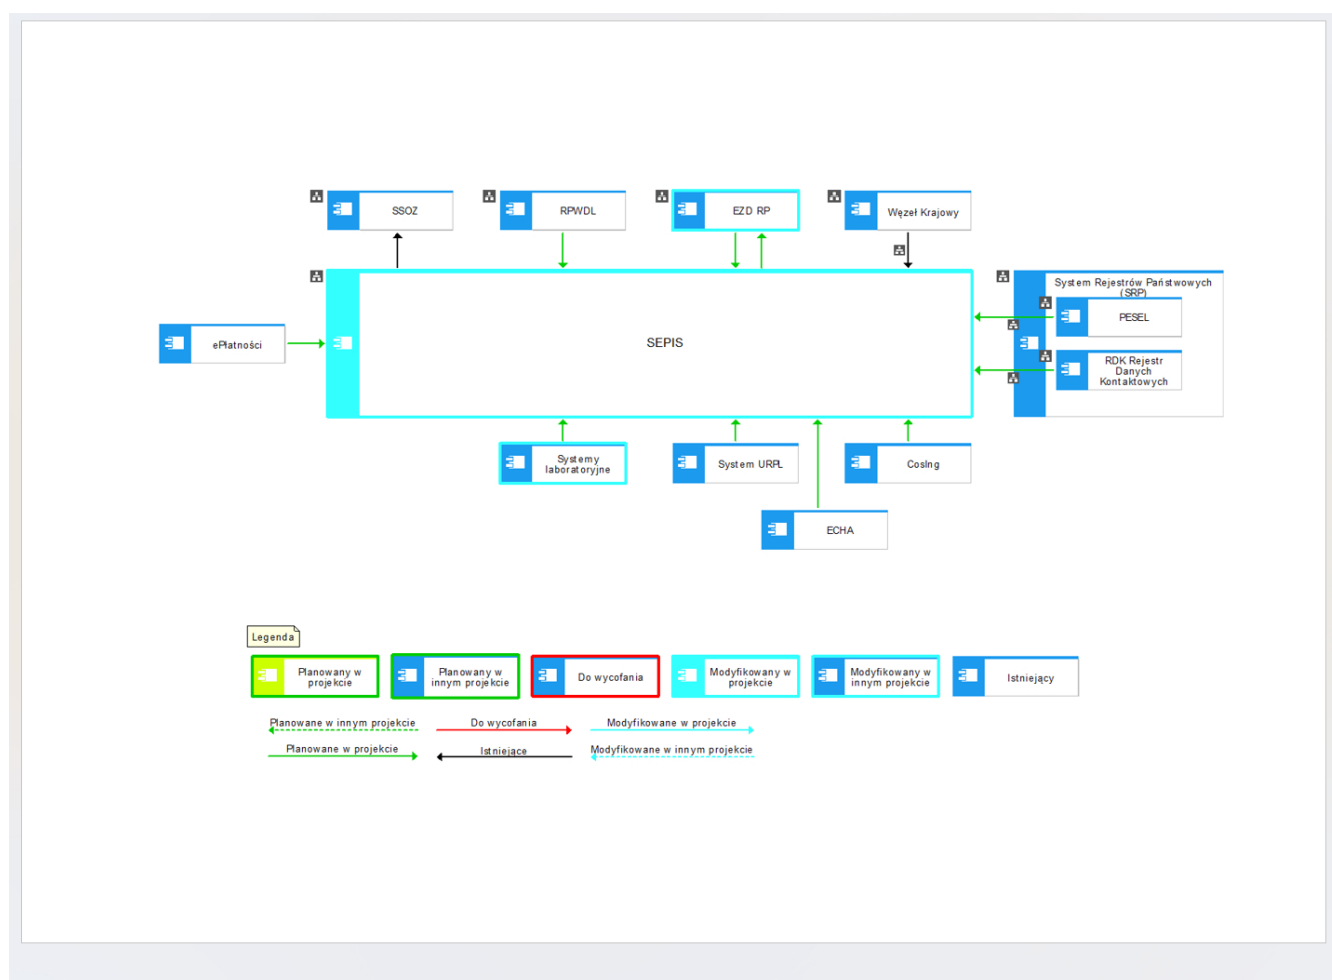 SSOZ
RPWDL
EZD RP
Węzeł Krajowy
System Rejestrów Państwowych
(SRP)
PESEL
ePłatności
SEPIS
RDK Rejestr
Danych
Kontaktowych
Systemy
laboratoryjne
System URPL
CosIng
ECHA
Legenda
Planowany w
projekcie
Planowany w
innym projekcie
Do wycofania
Modyfikowany w
projekcie
Modyfikowany w
innym projekcie
Istniejący
Planowane w innym projekcie
Do wycofania
Modyfikowane w projekcie
Planowane w projekcie
Istniejące
Modyfikowane w innym projekcie